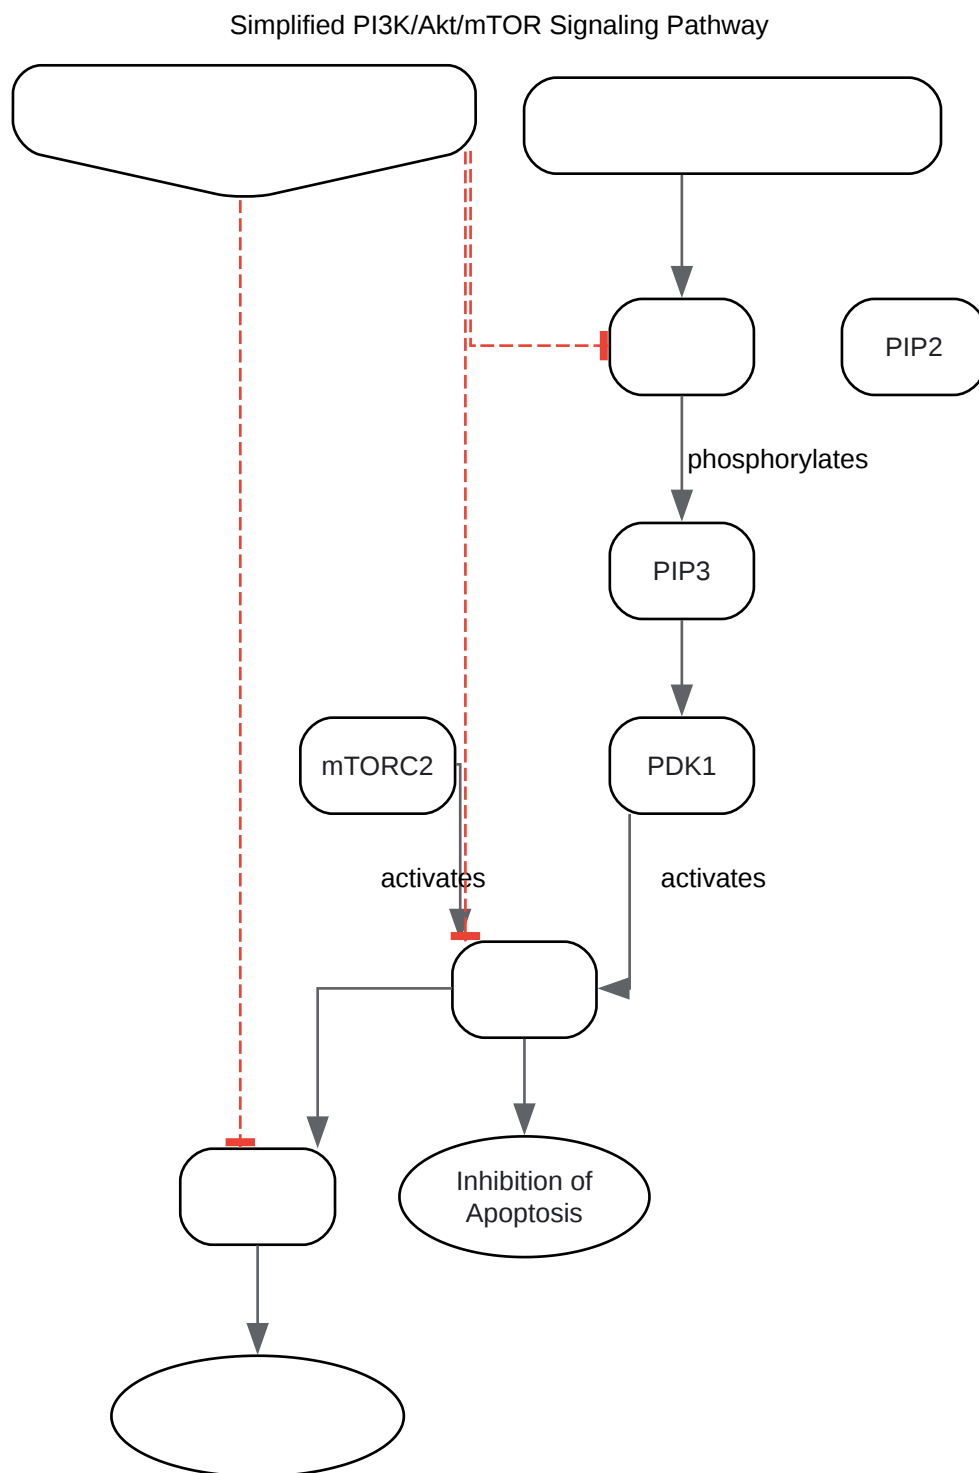 Simplified PI3K/Akt/mTOR Signaling Pathway
PIP2
phosphorylates
PIP3
mTORC2
PDK1
activates
activates
Inhibition of
Apoptosis